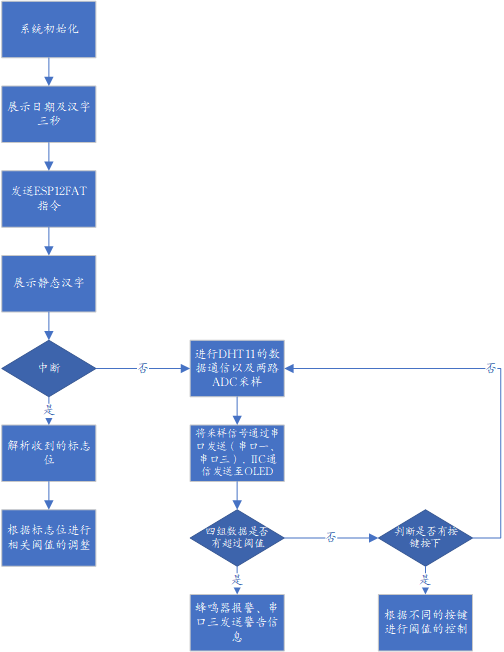 系统初始化
展示日期及汉字
三秒
发送ESP12FAT
指令
展示静态汉字
中断
否
是
解析收到的标志
位
根据标志位进行
相关阈值的调整
进行DHT11的数
据通信以及两路
ADC采样
将采样信号通过串
口发送（串口一、
串口三）、IIC通
信发送至OLED
四组数据是否
有超过阈值
否
是
蜂鸣器报警、串
口三发送警告信
息
判断是否有按
键按下
否
是
根据不同的按键
进行阈值的控制